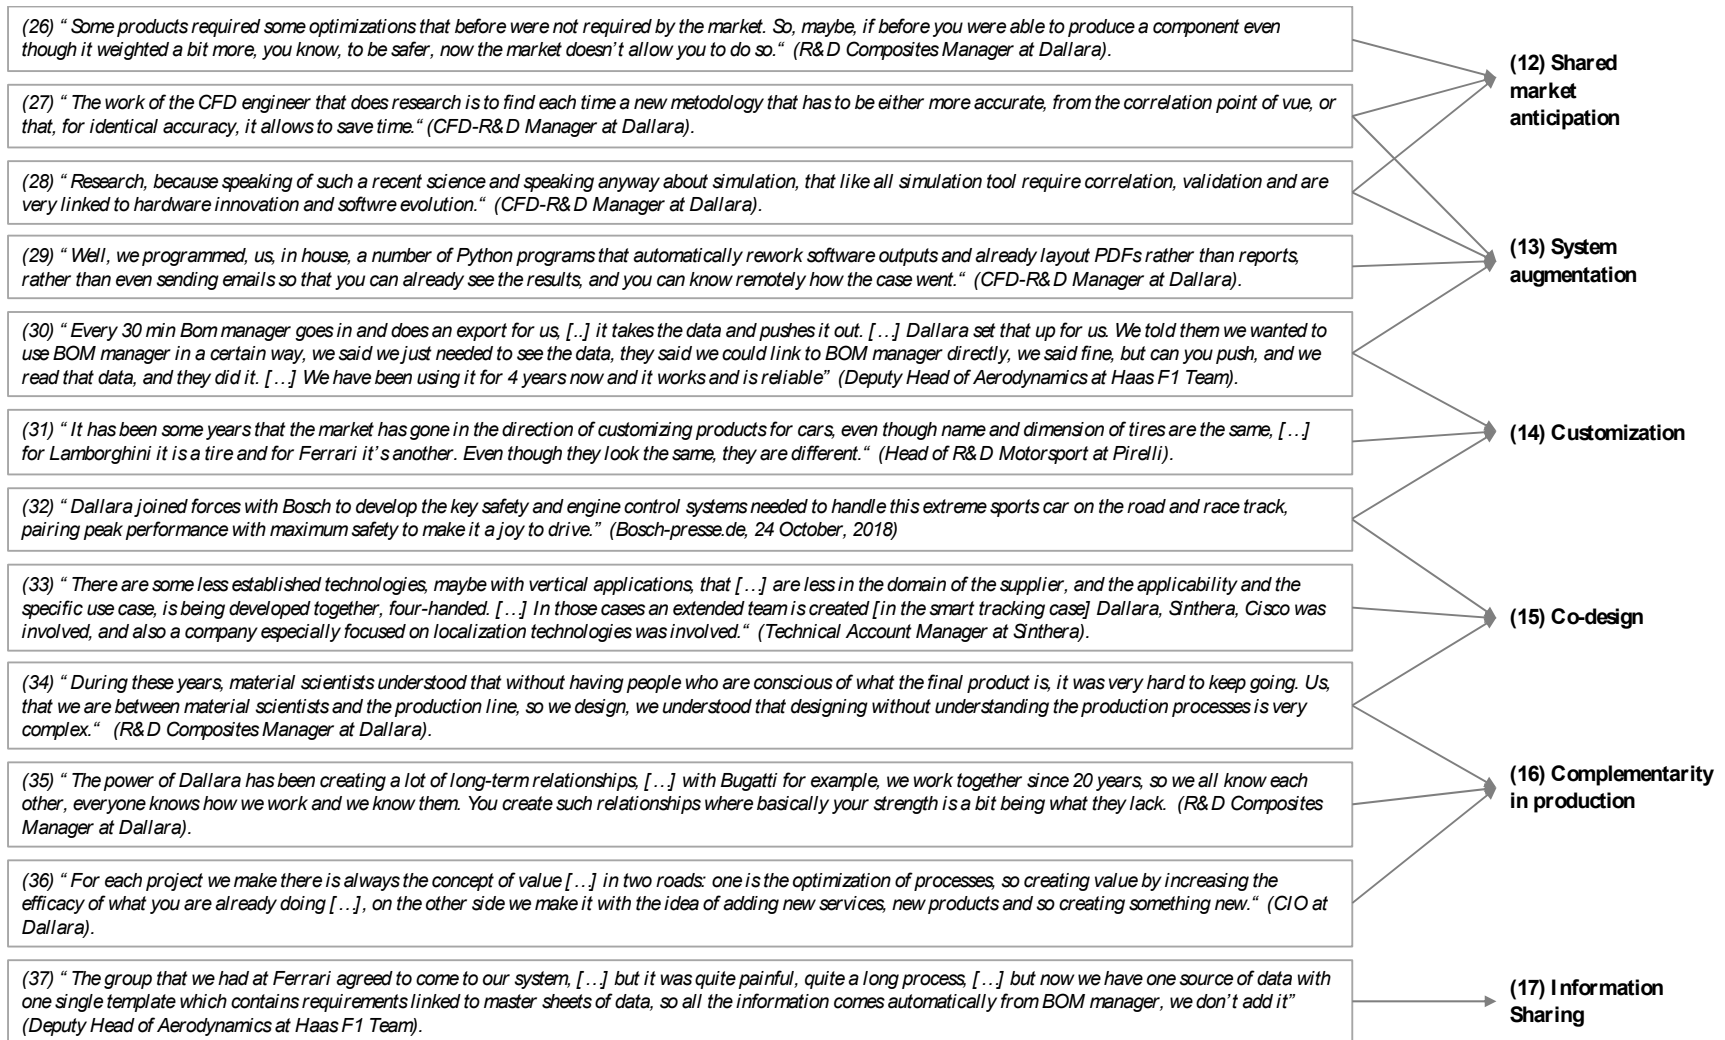 (26) “ Some products required some optimizations that before were not required by the market. So, maybe, if before you were able to produce a component even
though it weighted a bit more, you know, to be safer, now the market doesn’t allow you to do so.“ (R&D Composites Manager at Dallara).
(27) “ The work of the CFD engineer that does research is to find each time a new metodology that has to be either more accurate, from the correlation point of vue, or
that, for identical accuracy, it allows to save time.“ (CFD-R&D Manager at Dallara).
(12) Shared
market
anticipation
(28) “ Research, because speaking of such a recent science and speaking anyway about simulation, that like all simulation tool require correlation, validation and are
very linked to hardware innovation and softwre evolution.“ (CFD-R&D Manager at Dallara).
(29) “ Well, we programmed, us, in house, a number of Python programs that automatically rework software outputs and already layout PDFs rather than reports,
rather than even sending emails so that you can already see the results, and you can know remotely how the case went.“ (CFD-R&D Manager at Dallara).
(13) System
augmentation
(30) “ Every 30 min Bom manager goes in and does an export for us, [..] it takes the data and pushes it out. […] Dallara set that up for us. We told them we wanted to
use BOM manager in a certain way, we said we just needed to see the data, they said we could link to BOM manager directly, we said fine, but can you push, and we
read that data, and they did it. […] We have been using it for 4 years now and it works and is reliable” (Deputy Head of Aerodynamics at Haas F1 Team).
(31) “ It has been some years that the market has gone in the direction of customizing products for cars, even though name and dimension of tires are the same, […]
for Lamborghini it is a tire and for Ferrari it’s another. Even though they look the same, they are different.“ (Head of R&D Motorsport at Pirelli).
(14) Customization
(32) “ Dallara joined forces with Bosch to develop the key safety and engine control systems needed to handle this extreme sports car on the road and race track,
pairing peak performance with maximum safety to make it a joy to drive.” (Bosch-presse.de, 24 October, 2018)
(33) “ There are some less established technologies, maybe with vertical applications, that […] are less in the domain of the supplier, and the applicability and the
specific use case, is being developed together, four-handed. […] In those cases an extended team is created [in the smart tracking case] Dallara, Sinthera, Cisco was
involved, and also a company especially focused on localization technologies was involved.“ (Technical Account Manager at Sinthera).
(15) Co-design
(34) “ During these years, material scientists understood that without having people who are conscious of what the final product is, it was very hard to keep going. Us,
that we are between material scientists and the production line, so we design, we understood that designing without understanding the production processes is very
complex.“ (R&D Composites Manager at Dallara).
(35) “ The power of Dallara has been creating a lot of long-term relationships, […] with Bugatti for example, we work together since 20 years, so we all know each
other, everyone knows how we work and we know them. You create such relationships where basically your strength is a bit being what they lack. (R&D Composites
Manager at Dallara).
(16) Complementarity
in production
(36) “ For each project we make there is always the concept of value […] in two roads: one is the optimization of processes, so creating value by increasing the
efficacy of what you are already doing […], on the other side we make it with the idea of adding new services, new products and so creating something new.“ (CIO at
Dallara).
(37) “ The group that we had at Ferrari agreed to come to our system, […] but it was quite painful, quite a long process, […] but now we have one source of data with
one single template which contains requirements linked to master sheets of data, so all the information comes automatically from BOM manager, we don’t add it”
(Deputy Head of Aerodynamics at Haas F1 Team).
(17) Information
Sharing